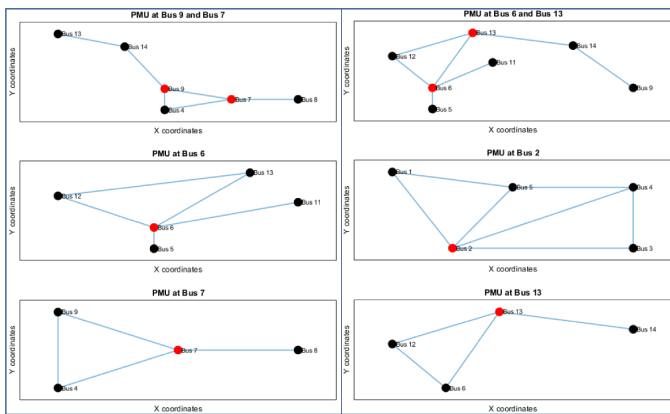 PMU at Bus 9 and Bus 7
Y coordinates
Bus 13
Bus 14
Bus 9
Bus 7
Bus 8
Bus 4
X coordinates
PMU at Bus 6 and Bus 13
Y coordinates
Bus 13
Bus 14
Bus 12
Bus 11
Bus 6
Bus 9
Bus 5
X coordinates
PMU at Bus 6
Y coordinates
Bus 13
Bus 12
Bus 11
Bus 6
Bus 5
X coordinates
PMU at Bus 2
Y coordinates
Bus 1
Bus 5
Bus 4
Bus 2
Bus 3
X coordinates
PMU at Bus 7
Y coordinates
Bus 9
Bus 7
Bus 8
Bus 4
X coordinates
PMU at Bus 13
Y coordinates
Bus 13
Bus 14
Bus 12
Bus 6
X coordinates